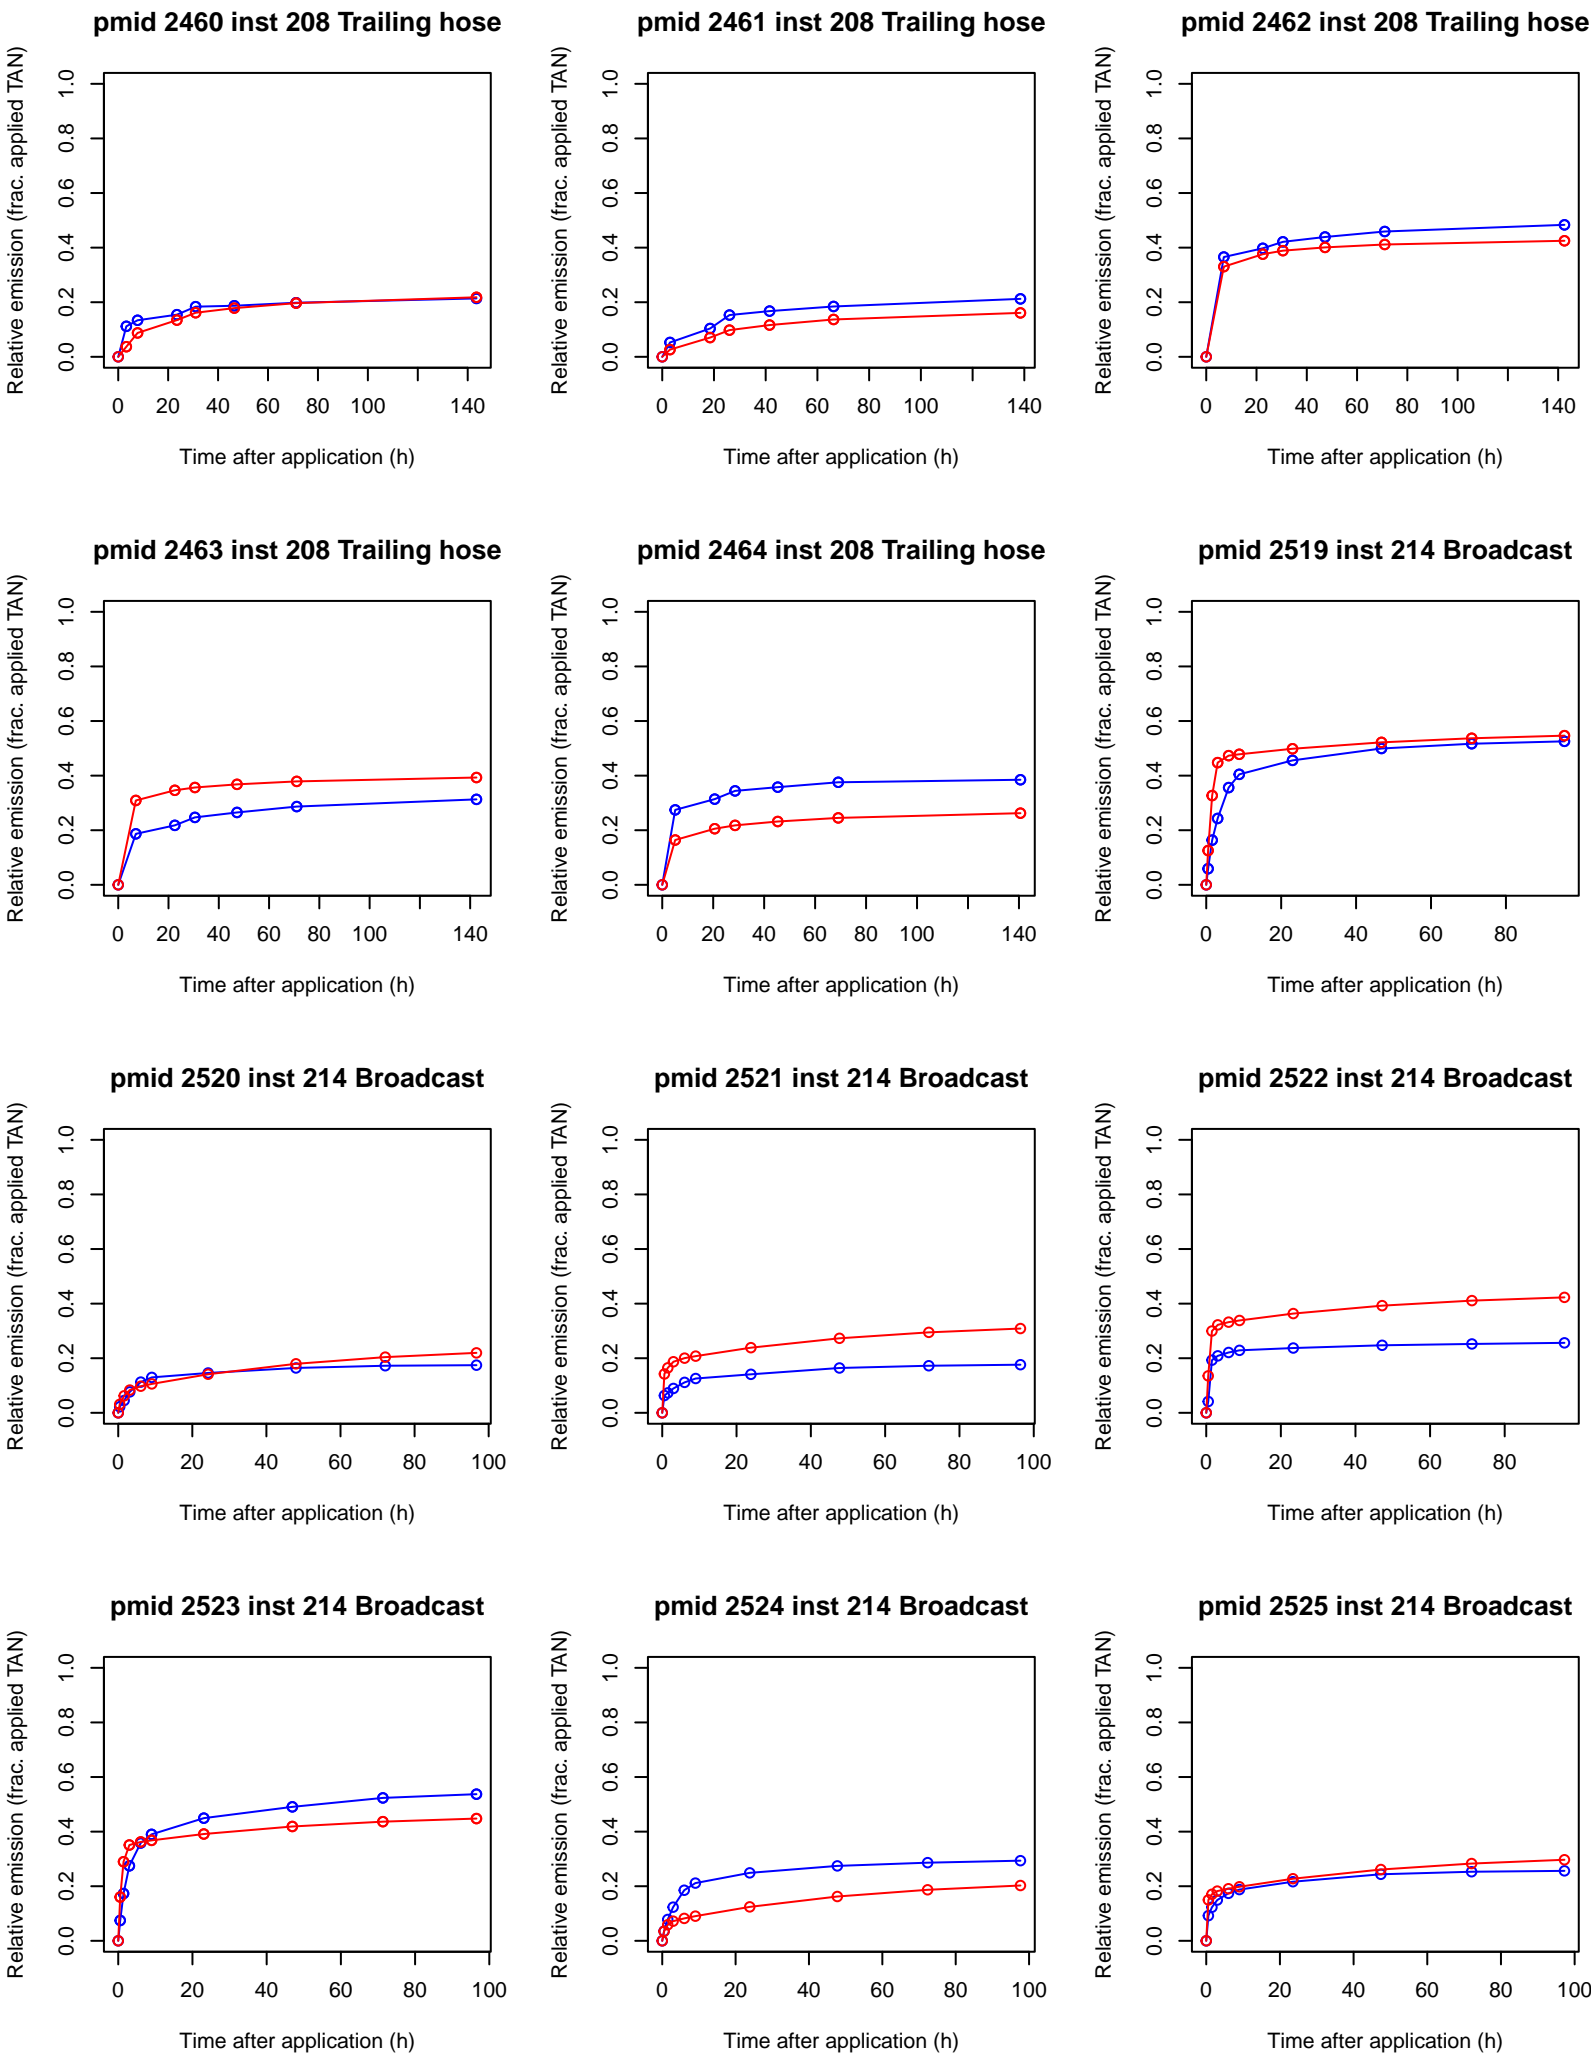 pmid 2460 inst 208 Trailing hose
Relative emission (frac. applied TAN)
1.0
0.8
0.6
0.4
0.2
0.0
0 20 40 60 80 100 140
Time after application (h)
pmid 2461 inst 208 Trailing hose
Relative emission (frac. applied TAN)
1.0
0.8
0.6
0.4
0.2
0.0
0 20 40 60 80 100 140
Time after application (h)
pmid 2462 inst 208 Trailing hose
Relative emission (frac. applied TAN)
1.0
0.8
0.6
0.4
0.2
0.0
0 20 40 60 80 100 140
Time after application (h)
pmid 2463 inst 208 Trailing hose
Relative emission (frac. applied TAN)
1.0
0.8
0.6
0.4
0.2
0.0
0 20 40 60 80 100 140
Time after application (h)
pmid 2464 inst 208 Trailing hose
Relative emission (frac. applied TAN)
1.0
0.8
0.6
0.4
0.2
0.0
0 20 40 60 80 100 140
Time after application (h)
pmid 2519 inst 214 Broadcast
Relative emission (frac. applied TAN)
1.0
0.8
0.6
0.4
0.2
0.0
0 20 40 60 80
Time after application (h)
pmid 2520 inst 214 Broadcast
Relative emission (frac. applied TAN)
1.0
0.8
0.6
0.4
0.2
0.0
0 20 40 60 80 100
Time after application (h)
pmid 2521 inst 214 Broadcast
Relative emission (frac. applied TAN)
1.0
0.8
0.6
0.4
0.2
0.0
0 20 40 60 80 100
Time after application (h)
pmid 2522 inst 214 Broadcast
Relative emission (frac. applied TAN)
1.0
0.8
0.6
0.4
0.2
0.0
0 20 40 60 80
Time after application (h)
pmid 2523 inst 214 Broadcast
Relative emission (frac. applied TAN)
1.0
0.8
0.6
0.4
0.2
0.0
0 20 40 60 80 100
Time after application (h)
pmid 2524 inst 214 Broadcast
Relative emission (frac. applied TAN)
1.0
0.8
0.6
0.4
0.2
0.0
0 20 40 60 80 100
Time after application (h)
pmid 2525 inst 214 Broadcast
Relative emission (frac. applied TAN)
1.0
0.8
0.6
0.4
0.2
0.0
0 20 40 60 80 100
Time after application (h)